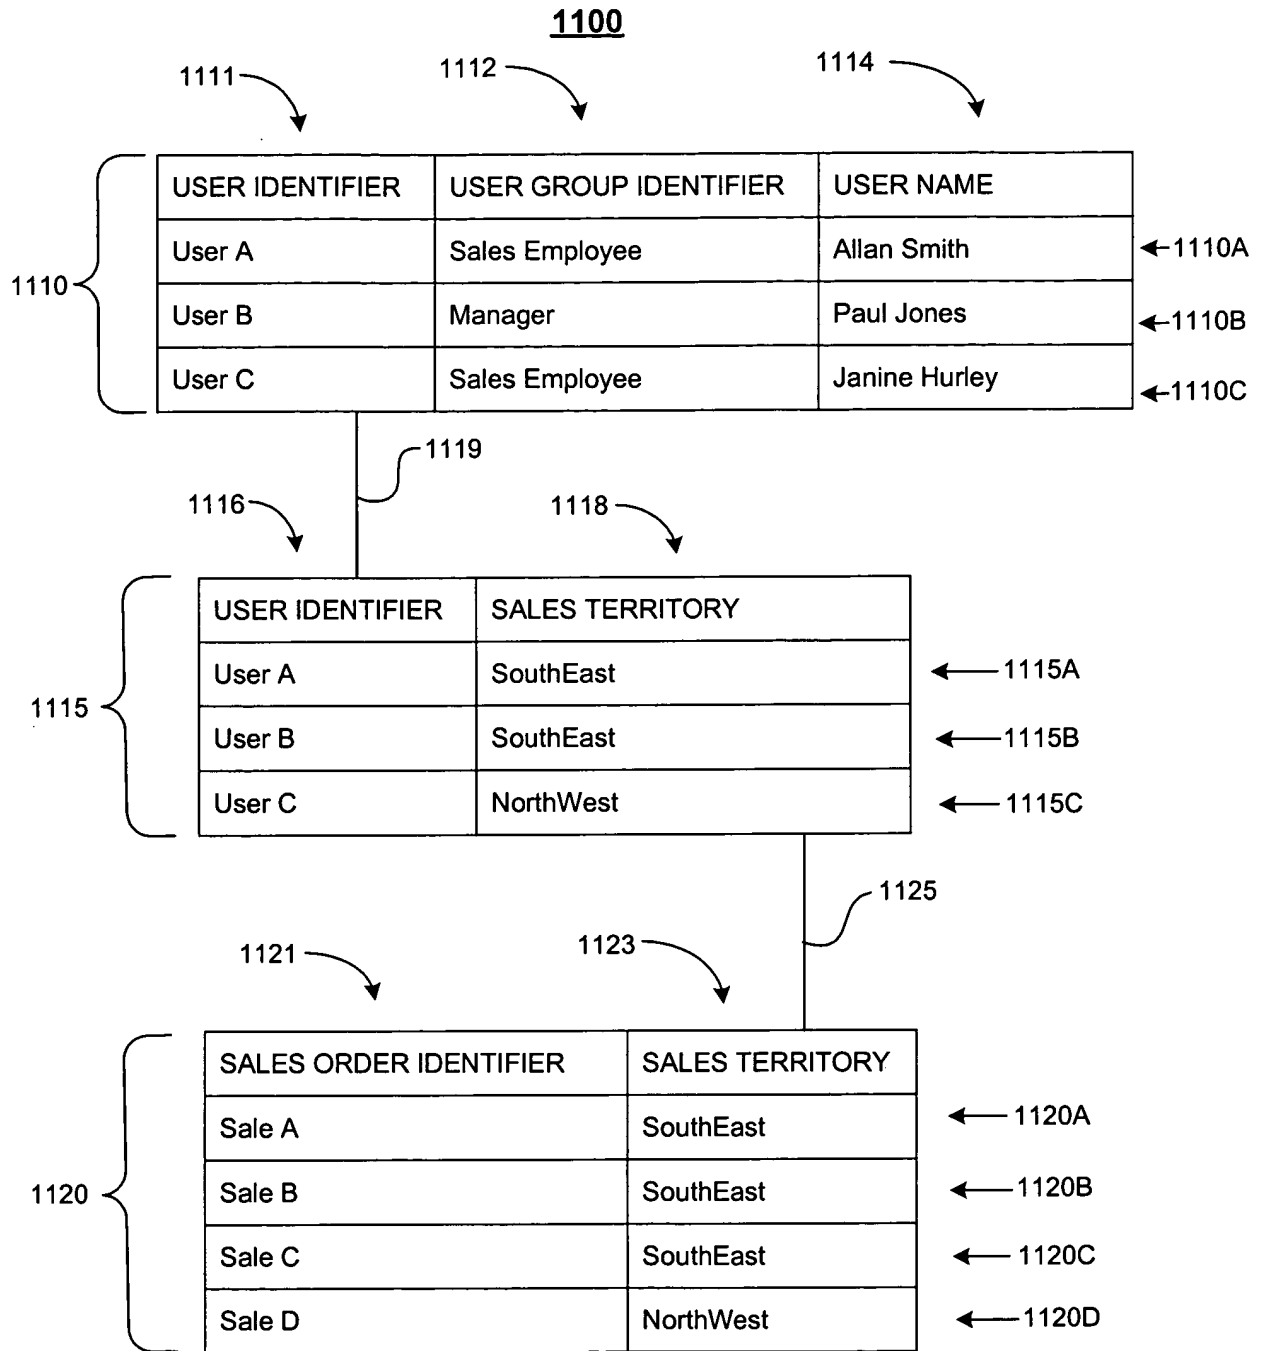 1100
1111 1112 1114
USER IDENTIFIER USER GROUP IDENTIFIER USER NAME
User A Sales Employee Allan Smith 1110A
1110
User B Manager Paul Jones 1110B
User C Sales Employee Janine Hurley 1110C
1119
1116 1118
USER IDENTIFIER SALES TERRITORY
User A SouthEast 1115A
1115
User B SouthEast 1115B
User C NorthWest 1115C
1125
1121 1123
SALES ORDER IDENTIFIER SALES TERRITORY
Sale A SouthEast 1120A
1120
Sale B SouthEast 1120B
Sale C SouthEast 1120C
Sale D NorthWest 1120D